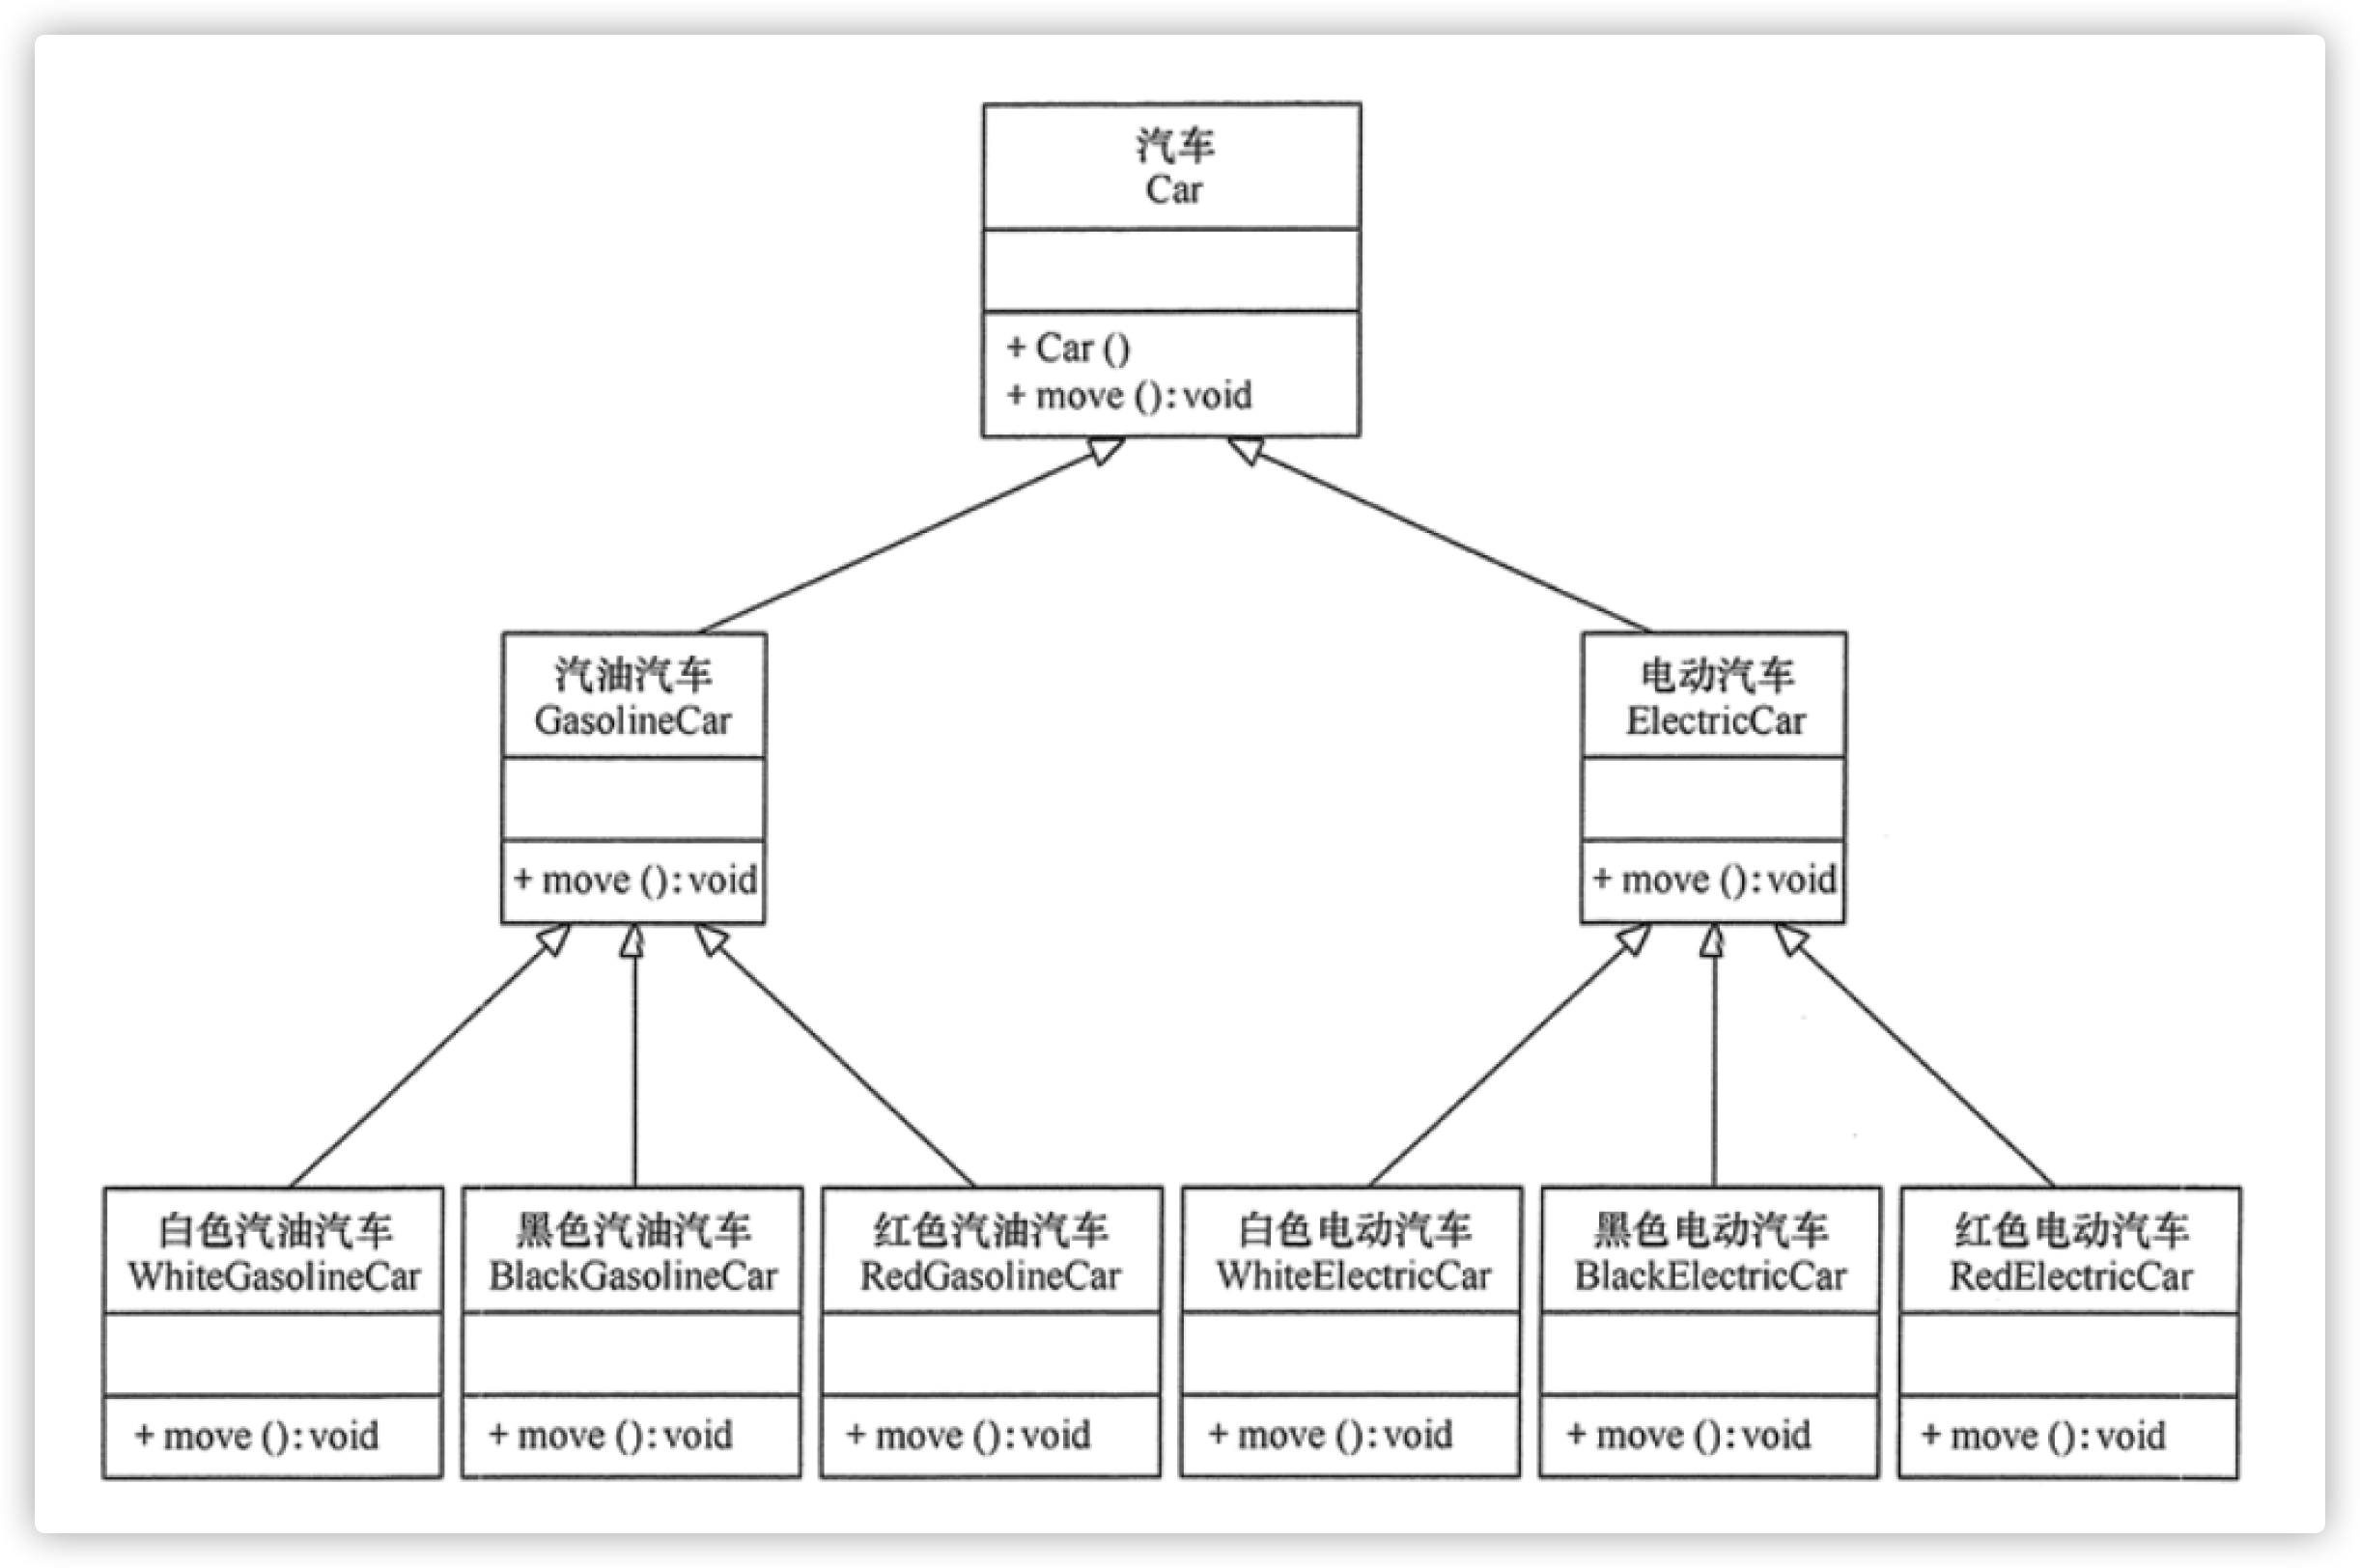 汽车
Car
+ Car ()
+ move (): void
汽油汽车
GasolineCar
+ move (): void
电动汽车
ElectricCar
+ move (): void
白色汽油汽车
WhiteGasolineCar
+ move (): void
黑色汽油汽车
BlackGasolineCar
+ move (): void
红色汽油汽车
RedGasolineCar
+ move (): void
白色电动汽车
WhiteElectricCar
+ move (): void
黑色电动汽车
BlackElectricCar
+ move (): void
红色电动汽车
RedElectricCar
+ move (): void